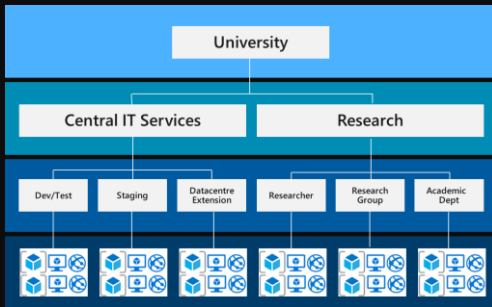 University
Central IT Services
Research
Dev/Test
Staging
Datacentre
Extension
Researcher
Research
Group
Academic
Dept